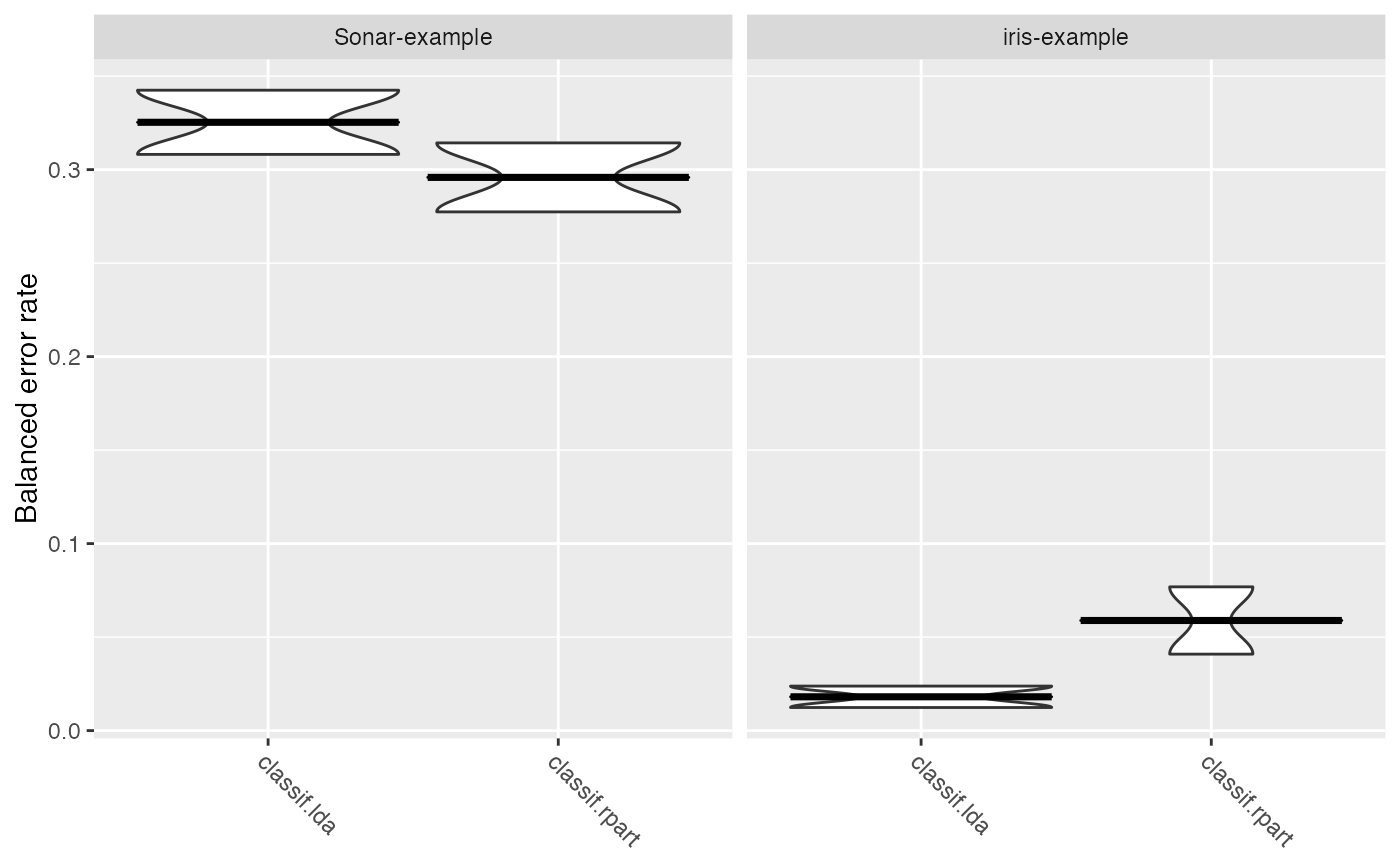 Sonar-example
iris-example
Balanced error rate
0.3
0.2
0.1
0.0
classif.lda
classif.rpart
classif.lda
classif.rpart